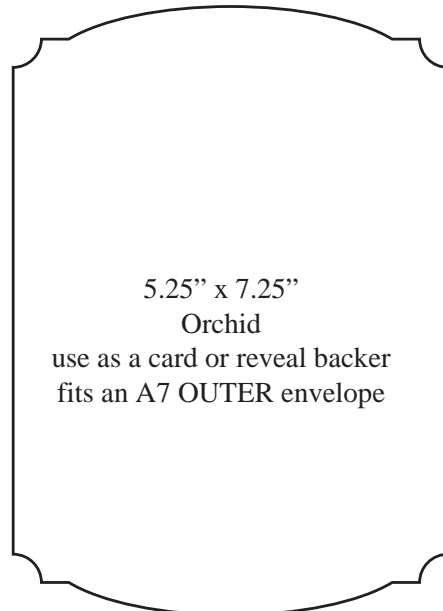 5.25” x 7.25”
Orchid
use as a card or reveal backer
fits an A7 OUTER envelope